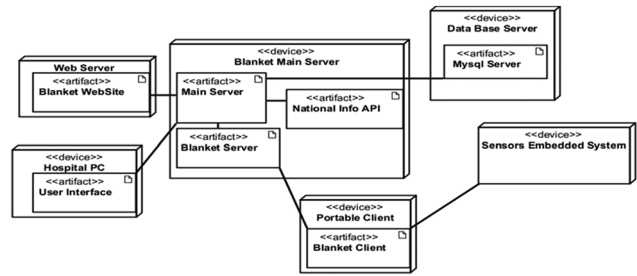 Web Server
<<artifact>>
Blanket WebSite
<<device>>
Hospital PC
<<artifact>>
User Interface
<<device>>
Blanket Main Server
<<artifact>>
Main Server
<<artifact>>
National Info API
<<artifact>>
Blanket Server
<<device>>
Data Base Server
<<artifact>>
Mysql Server
<<device>>
Portable Client
<<artifact>>
Blanket Client
<<device>>
Sensors Embedded System